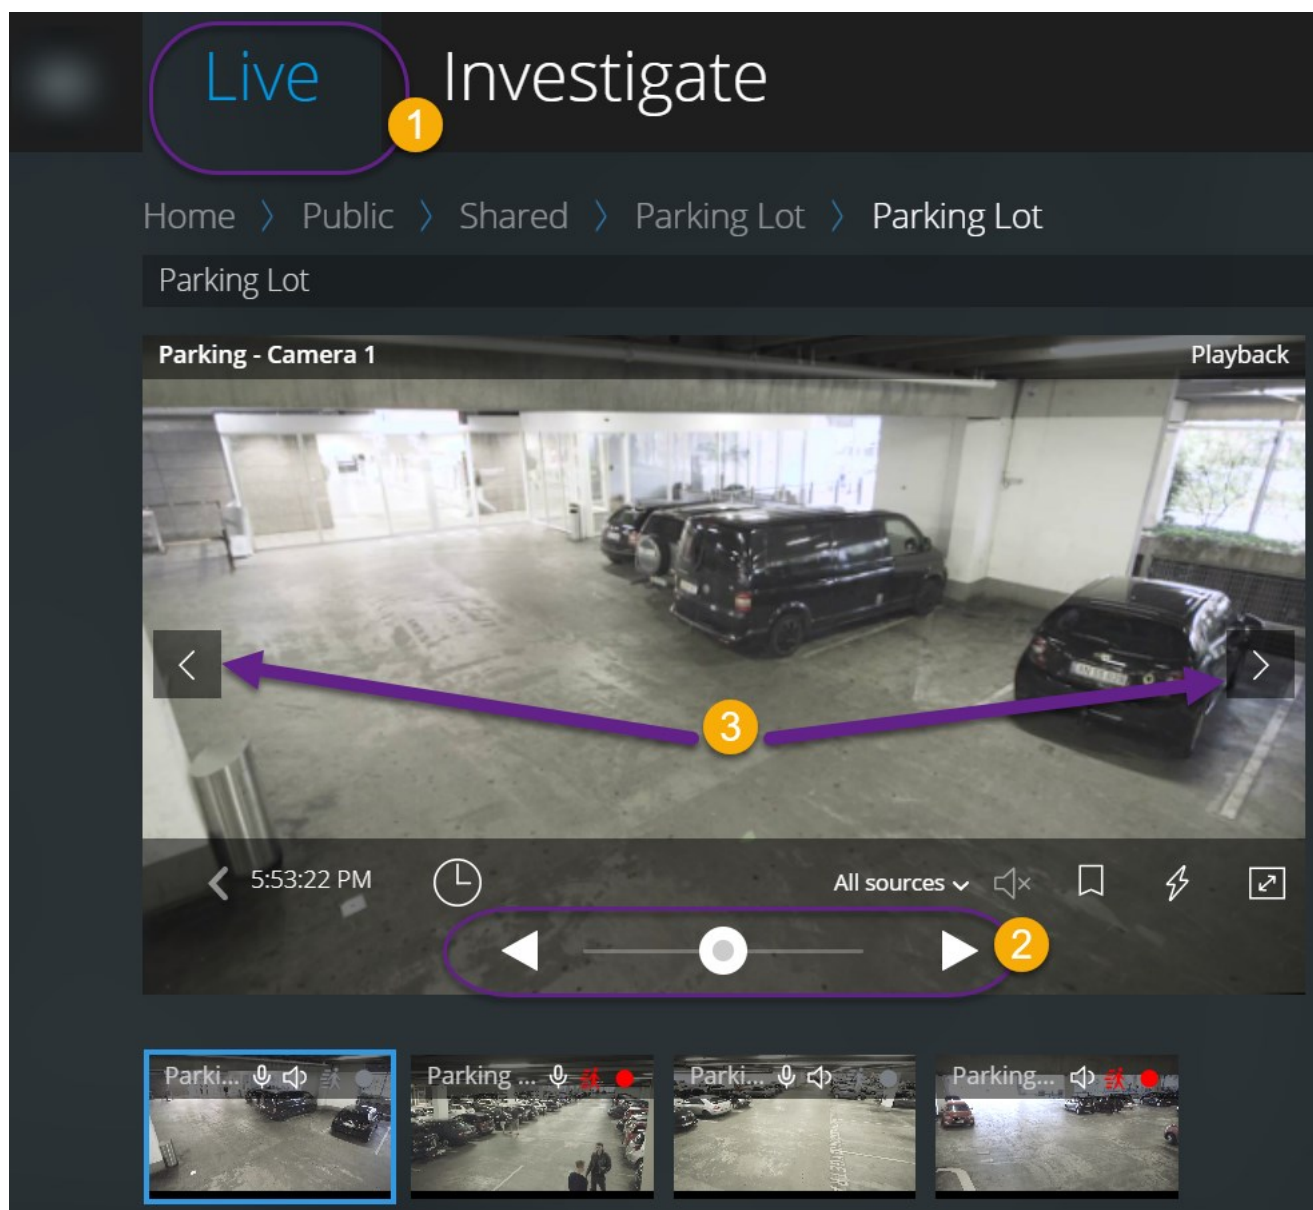 Live Investigate
1
Home 〉 Public 〉 Shared 〉 Parking Lot 〉 Parking Lot
Parking Lot
Parking - Camera 1 Playback
3
5:53:22 PM All sources
2
Parki... Parking ... Parki... Parking...